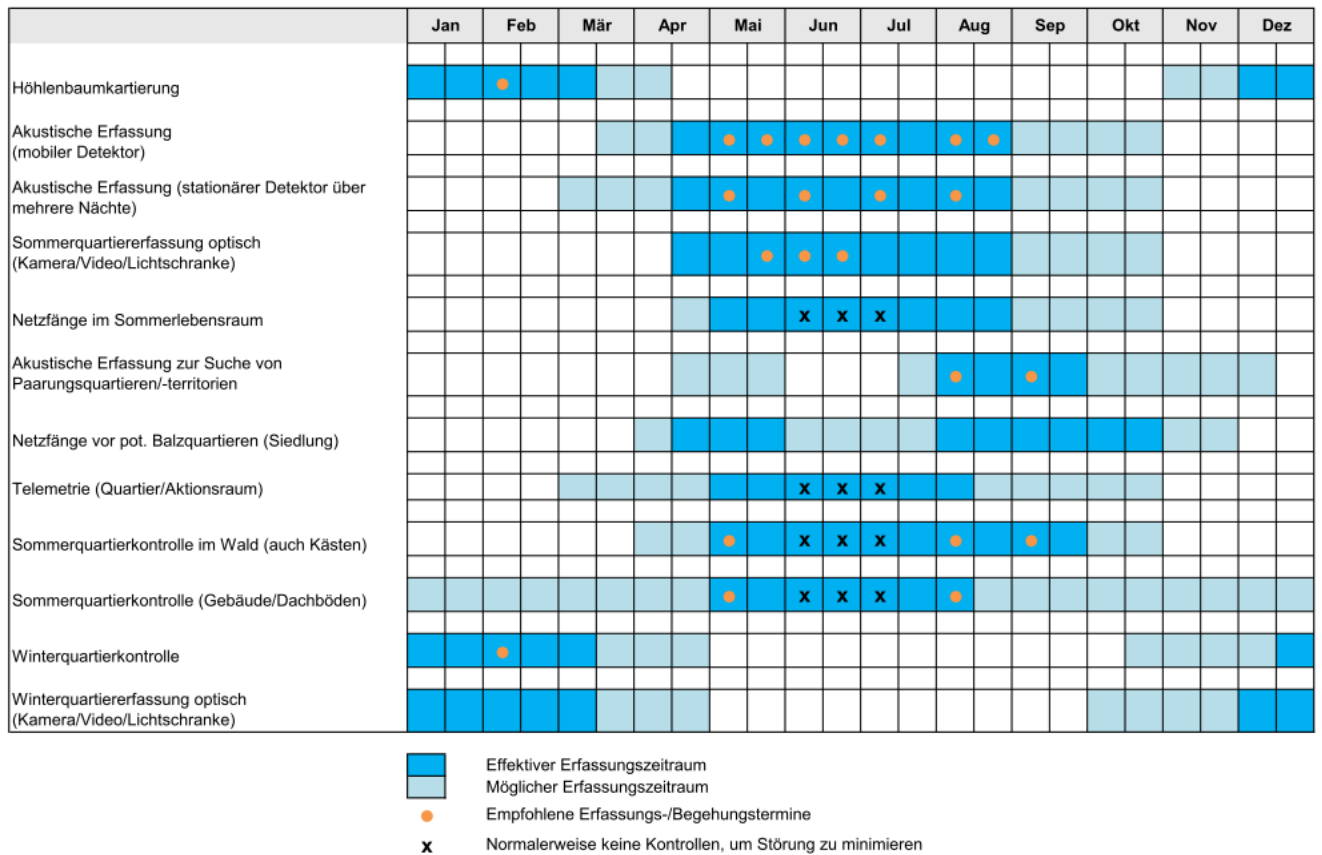 Jan Feb Mär Apr Mai Jun Jul Aug Sep Okt Nov Dez
Höhlenbaumkartierung
Akustische Erfassung
(mobiler Detektor)
Akustische Erfassung (stationärer Detektor über
mehrere Nächte)
Sommerquartiererfassung optisch
(Kamera/Video/Lichtschranke)
Netzfänge im Sommerlebensraum x x x
Akustische Erfassung zur Suche von
Paarungsquartieren/-territorien
Netzfänge vor pot. Balzquartieren (Siedlung)
Telemetrie (Quartier/Aktionsraum) x x x
Sommerquartierkontrolle im Wald (auch Kästen) x x x
Sommerquartierkontrolle (Gebäude/Dachböden) x x x
Winterquartierkontrolle
Winterquartiererfassung optisch
(Kamera/Video/Lichtschranke)
Effektiver Erfassungszeitraum
Möglicher Erfassungszeitraum
Empfohlene Erfassungs-/Begehungstermine
x Normalerweise keine Kontrollen, um Störung zu minimieren